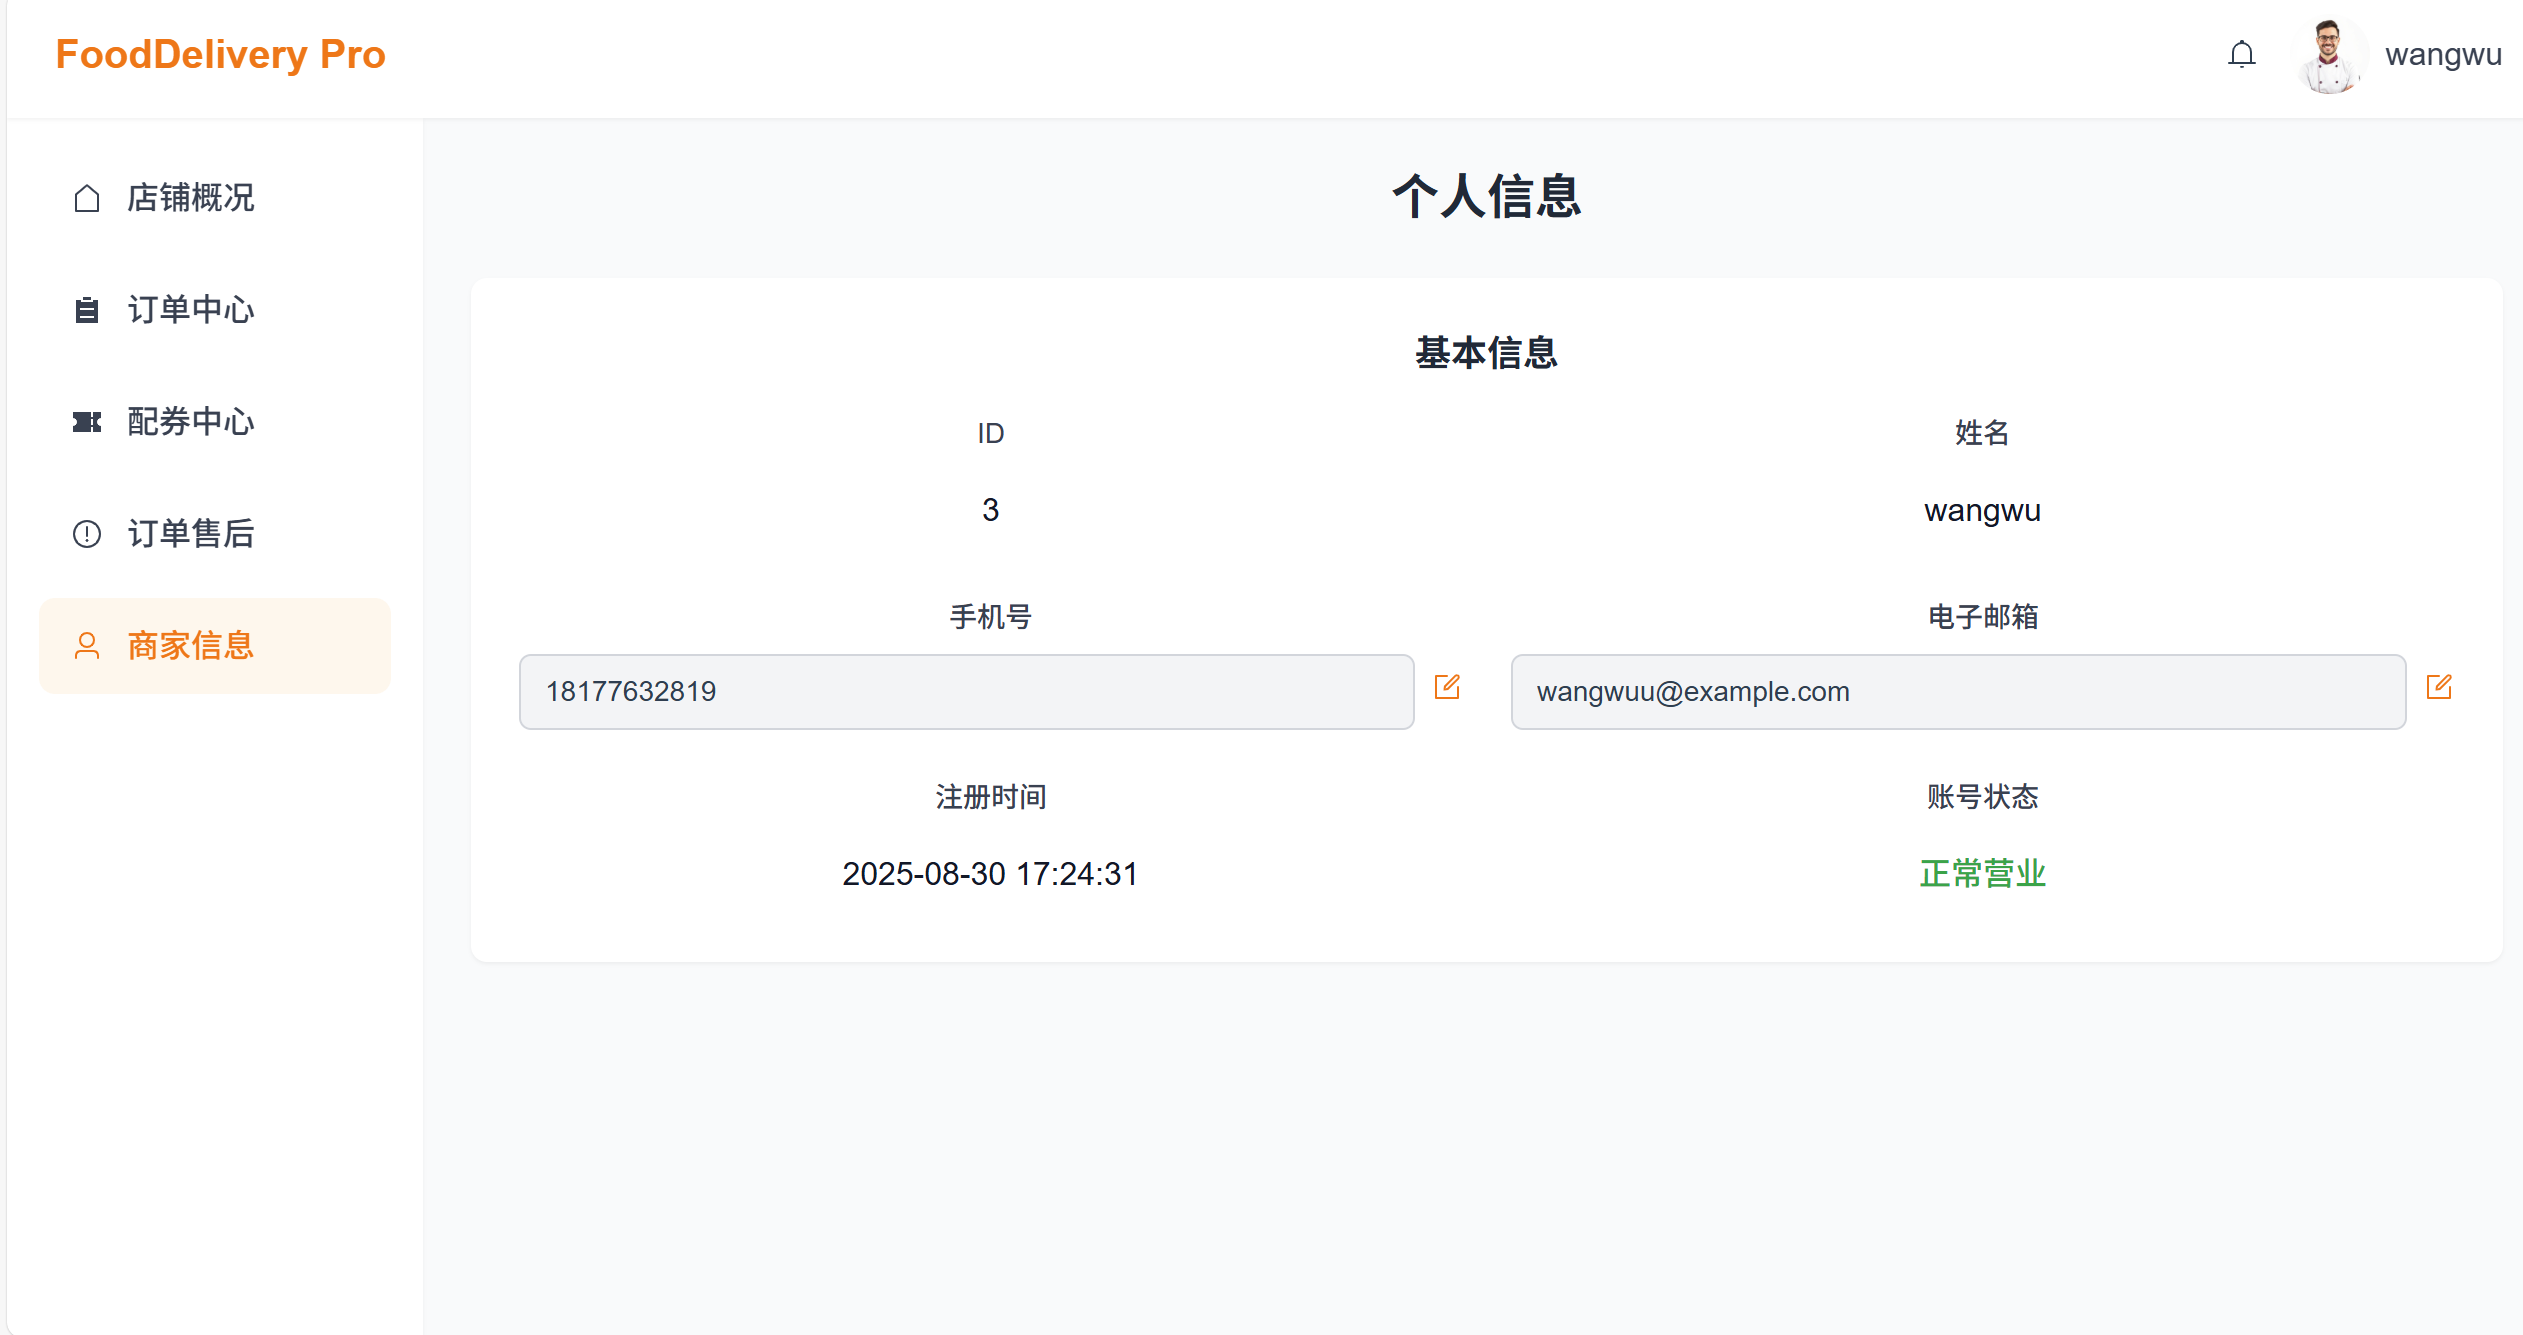 FoodDelivery Pro
wangwu
店铺概况
订单中心
配券中心
订单售后
商家信息
个人信息
基本信息
ID
姓名
3
wangwu
手机号
电子邮箱
18177632819
wangwuu@example.com
注册时间
账号状态
2025-08-30 17:24:31
正常营业